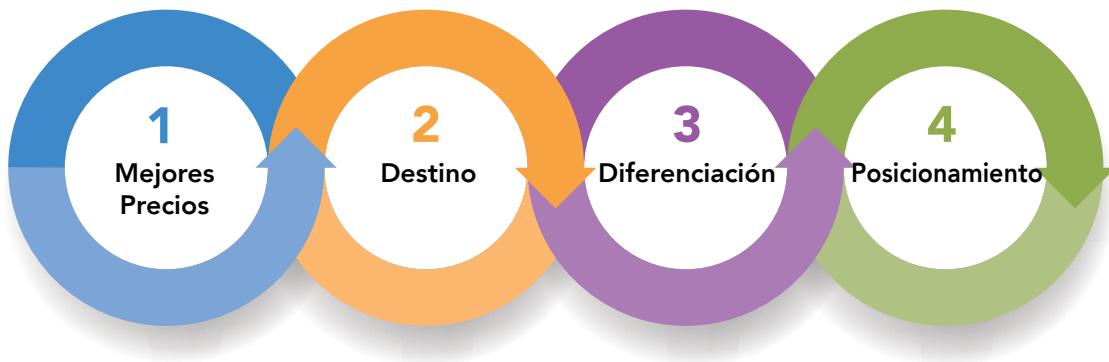 1
Mejores
Precios
2
Destino
3
Diferenciación
4
Posicionamiento